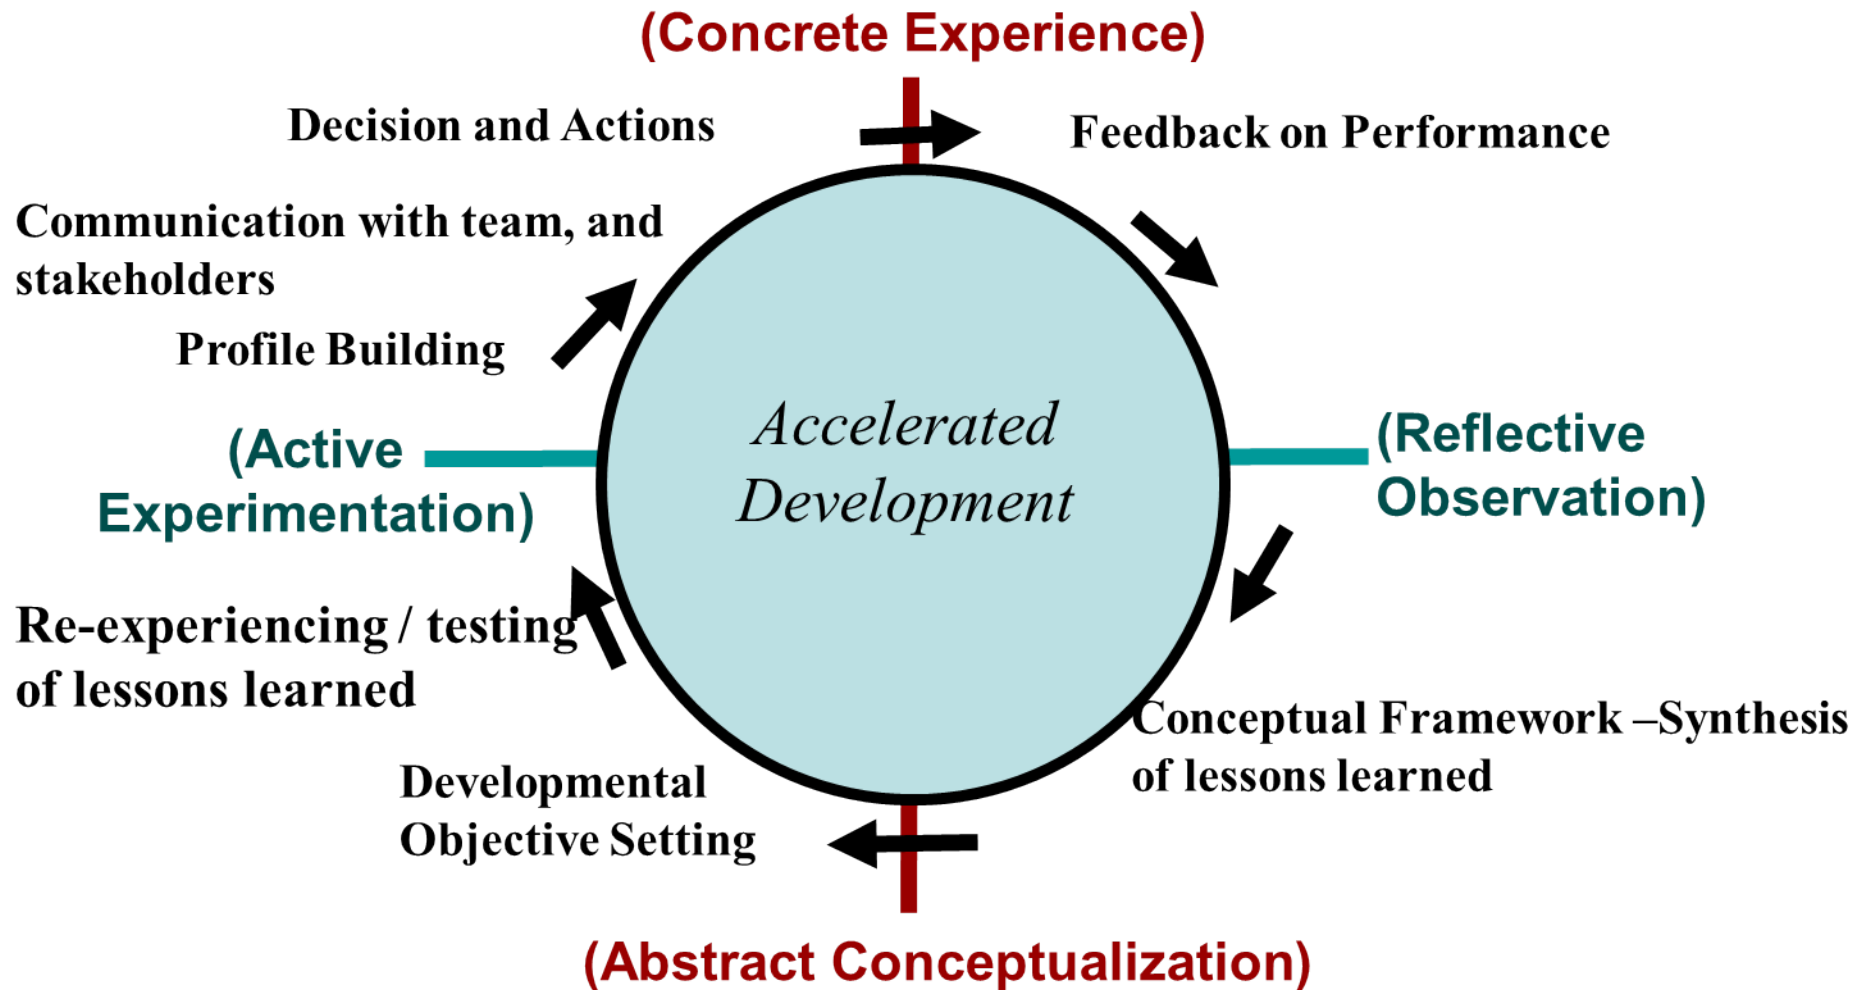 (Concrete Experience)
Decision and Actions
Feedback on Performance
Communication with team, and
stakeholders
Profile Building
Accelerated
Development
(Active
Experimentation)
(Reflective
Observation)
Re-experiencing / testing
of lessons learned
Conceptual Framework –Synthesis
of lessons learned
Developmental
Objective Setting
(Abstract Conceptualization)